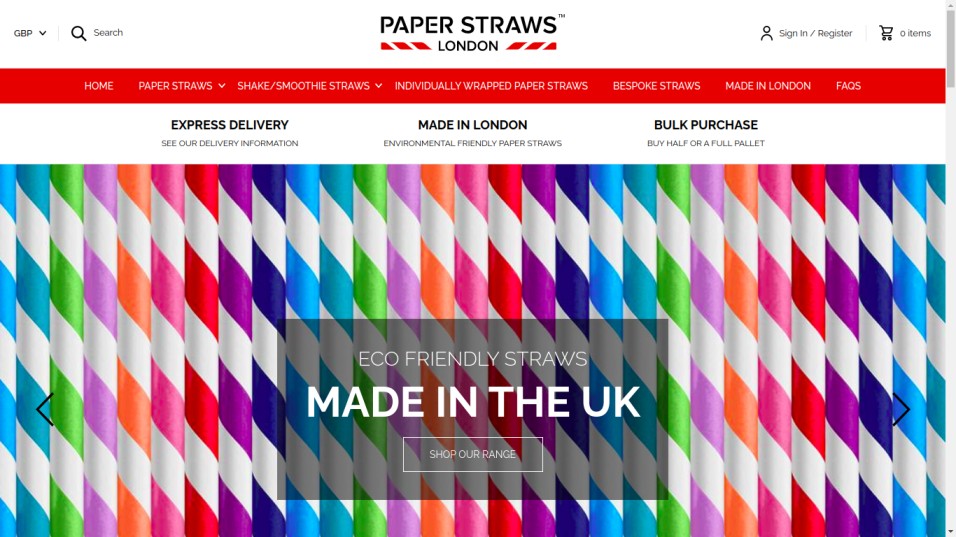 GBP
Search
PAPER STRAWS™
LONDON
Sign In / Register
0 items
HOME
PAPER STRAWS
SHAKE/SMOOTHIE STRAWS
INDIVIDUALLY WRAPPED PAPER STRAWS
BESPOKE STRAWS
MADE IN LONDON
FAQS
EXPRESS DELIVERY
SEE OUR DELIVERY INFORMATION
MADE IN LONDON
ENVIRONMENTAL FRIENDLY PAPER STRAWS
BULK PURCHASE
BUY HALF OR A FULL PALLET
ECO FRIENDLY STRAWS
MADE IN THE UK
SHOP OUR RANGE